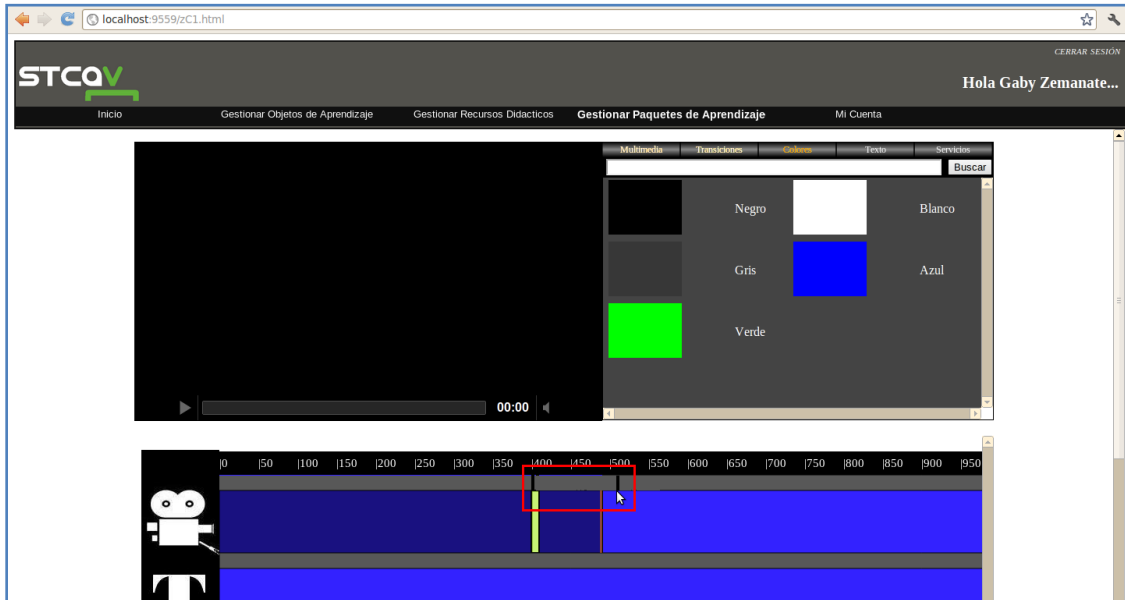 localhost:9559/zC1.html
CERRAR SESIÓN
STCAV
Hola Gaby Zemanate...
Inicio Gestionar Objetos de Aprendizaje Gestionar Recursos Didacticos Gestionar Paquetes de Aprendizaje Mi Cuenta
Multimedia Transiciones Colores Texto Servicios
Buscar
Negro Blanco
Gris Azul
Verde
00:00
|0 |50 |100 |150 |200 |250 |300 |350 |400 |450 |500 |550 |600 |650 |700 |750 |800 |850 |900 |950